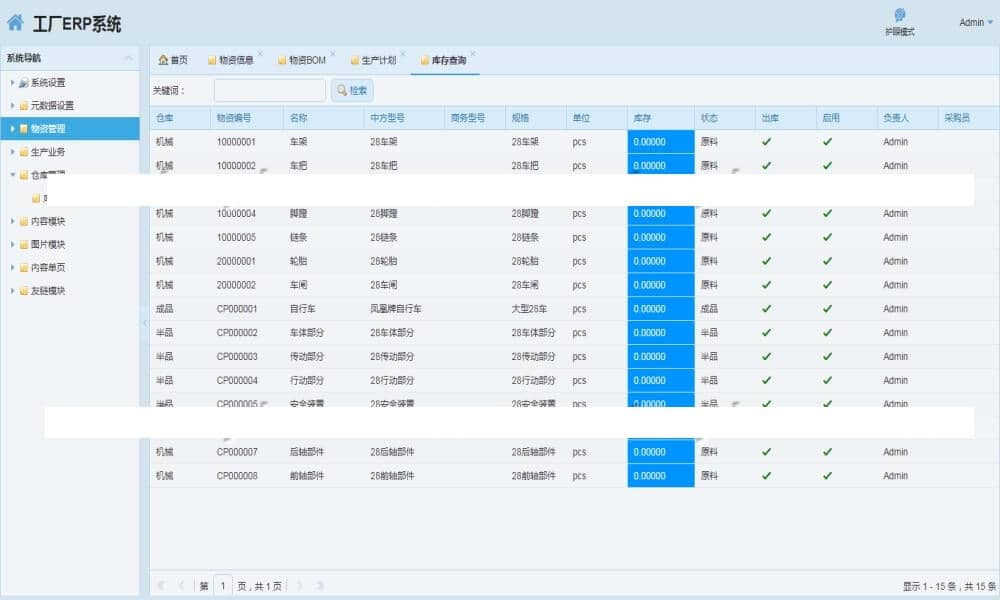 工厂ERP系统
护眼模式
Admin
系统导航
系统设置
元数据设置
物资管理
生产业务
仓库管理
内容模块
图片模块
内容单页
友链模块
首页 物资信息 物资BOM 生产计划 库存查询
关键词： 检索
仓库 物资编号 名称 中方型号 商务型号 规格 单位 库存 状态 出库 启用 负责人 采购员
机械 10000001 车架 28车架 28车架 pcs 0.00000 原料 Admin
机械 10000002 车把 28车把 28车把 pcs 0.00000 原料 Admin
机械 10000004 脚蹬 28脚蹬 28脚蹬 pcs 0.00000 原料 Admin
机械 10000005 链条 28链条 28链条 pcs 0.00000 原料 Admin
机械 20000001 轮胎 28轮胎 28轮胎 pcs 0.00000 原料 Admin
机械 20000002 车闸 28车闸 28车闸 pcs 0.00000 原料 Admin
成品 CP000001 自行车 凤凰牌自行车 大型28车 pcs 0.00000 成品 Admin
半品 CP000002 车体部分 28车体部分 28车体部分 pcs 0.00000 半品 Admin
半品 CP000003 传动部分 28传动部分 28传动部分 pcs 0.00000 半品 Admin
半品 CP000004 行动部分 28行动部分 28行动部分 pcs 0.00000 半品 Admin
半品 CP000005 安全装置 28安全装置 28安全装置 pcs 0.00000 半品 Admin
机械 CP000007 后轴部件 28后轴部件 28后轴部件 pcs 0.00000 原料 Admin
机械 CP000008 前轴部件 28前轴部件 28前轴部件 pcs 0.00000 原料 Admin
第 1 页，共 1 页
显示 1 - 15 条，共 15 条